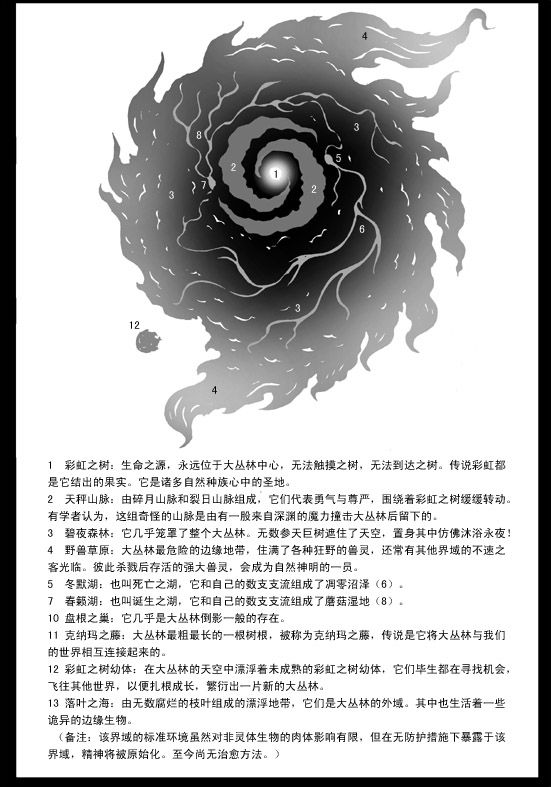 4
3
8
5
2
1
2
7
3
6
3
12
4
1 彩虹之树：生命之源，永远位于大丛林中心，无法触摸之树，无法到达之树。传说彩虹都
是它结出的果实。它是诸多自然种族心中的圣地。
2 天秤山脉：由碎月山脉和裂日山脉组成，它们代表勇气与尊严，围绕着彩虹之树缓缓转动。
有学者认为，这组奇怪的山脉是由有一股来自深渊的魔力撞击大丛林后留下的。
3 碧夜森林：它几乎笼罩了整个大丛林。无数参天巨树遮住了天空，置身其中仿佛沐浴永夜！
4 野兽草原：大丛林最危险的边缘地带，住满了各种狂野的兽灵，还常有其他界域的不速之
客光临。彼此杀戮后存活的强大兽灵，会成为自然神明的一员。
5 冬默湖：也叫死亡之湖，它和自己的数支支流组成了凋零沼泽（6）。
7 春籁湖：也叫诞生之湖，它和自己的数支支流组成了蘑菇湿地（8）。
10 盘根之巢：它几乎是大丛林倒影一般的存在。
11 克纳玛之藤：大丛林最粗最长的一根树根，被称为克纳玛之藤，传说是它将大丛林与我们
的世界相互连接起来的。
12 彩虹之树幼体：在大丛林的天空中漂浮着未成熟的彩虹之树幼体，它们毕生都在寻找机会，
飞往其他世界，以便扎根成长，繁衍出一片新的大丛林。
13 落叶之海：由无数腐烂的枝叶组成的漂浮地带，它们是大丛林的外域。其中也生活着一些
诡异的边缘生物。
（备注：该界域的标准环境虽然对非灵体生物的肉体影响有限，但在无防护措施下暴露于该
界域，精神将被原始化。至今尚无治愈方法。）